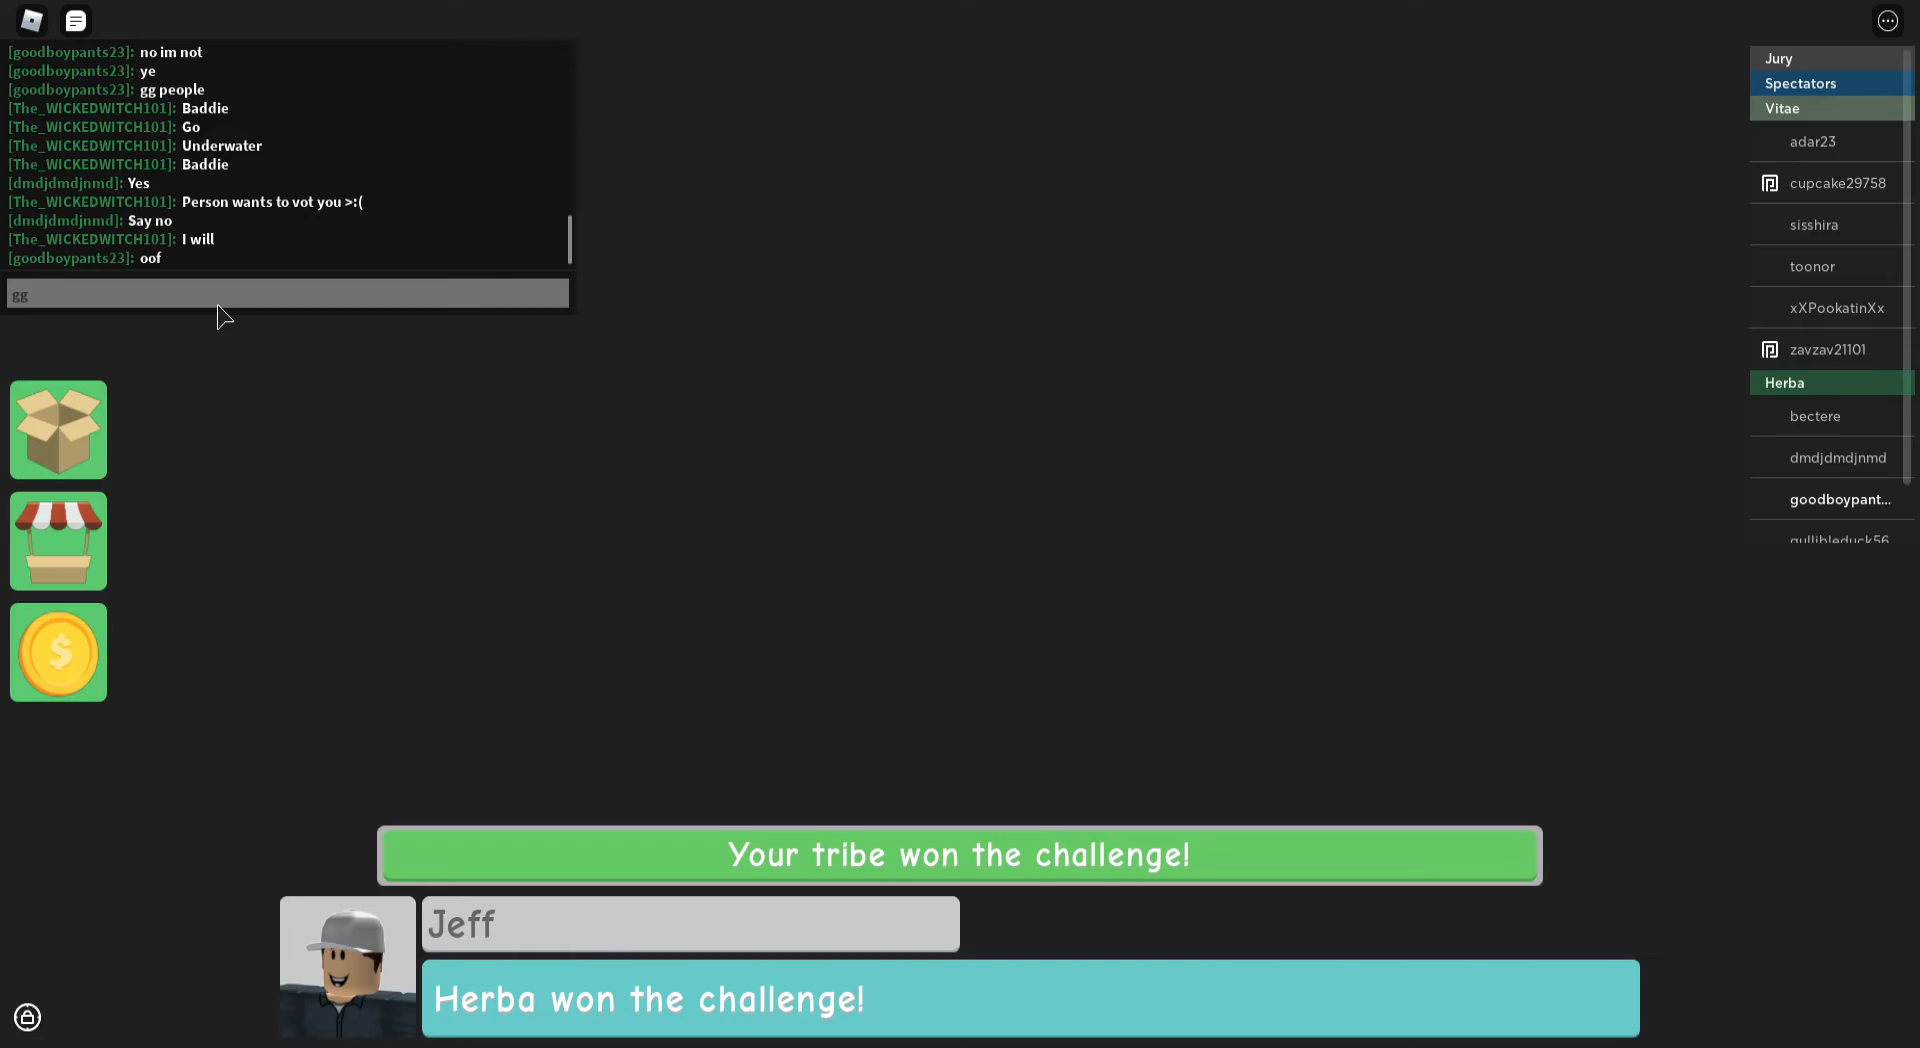 [goodboypants23]: no im not
[goodboypants23]: ye
[goodboypants23]: gg people
[The_WICKEDWITCH101]: Baddie
[The_WICKEDWITCH101]: Go
[The_WICKEDWITCH101]: Underwater
[The_WICKEDWITCH101]: Baddie
[dmdjdmdjnmd]: Yes
[The_WICKEDWITCH101]: Person wants to vot you >:(
[dmdjdmdjnmd]: Say no
[The_WICKEDWITCH101]: I will
[goodboypants23]: oof
gg
Jury
Spectators
Vitae
adar23
cupcake29758
sisshira
toonor
xXPookatinXx
zavzav21101
Herba
bectere
dmdjdmdjnmd
goodboypant...
gullibleduck56
$
Your tribe won the challenge!
Jeff
Herba won the challenge!